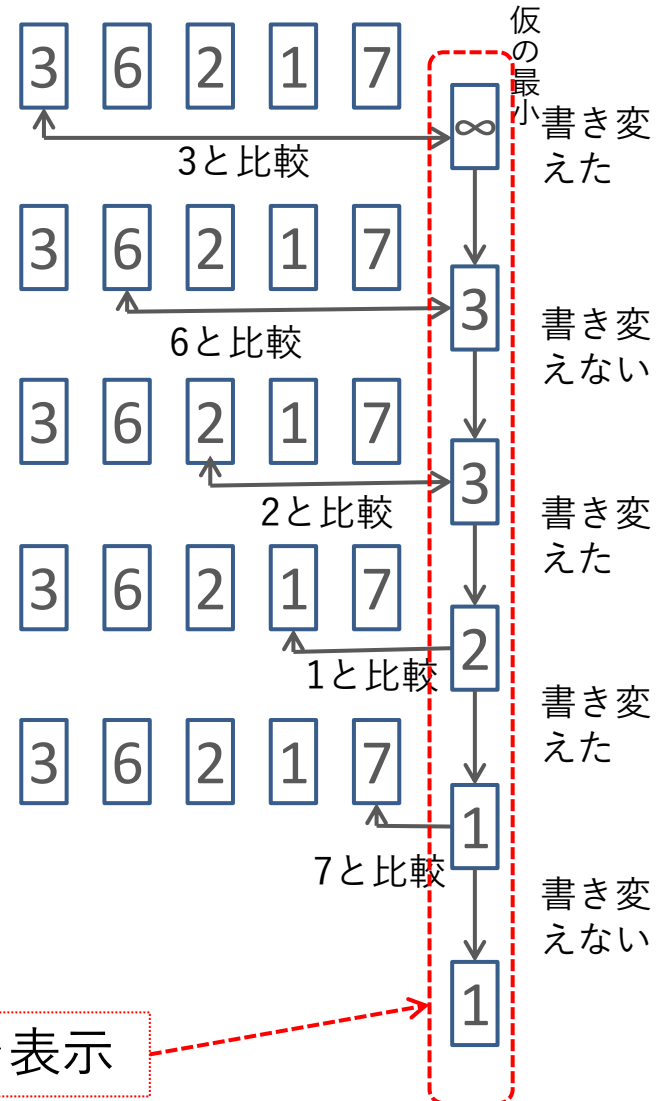 仮の最小
3 6 2 1 7
∞
書き変
えた
3と比較
3 6 2 1 7
3
書き変
えない
6と比較
3 6 2 1 7
3
書き変
えた
2と比較
3 6 2 1 7
2
書き変
えた
1と比較
3 6 2 1 7
1
書き変
えない
7と比較
1
表示